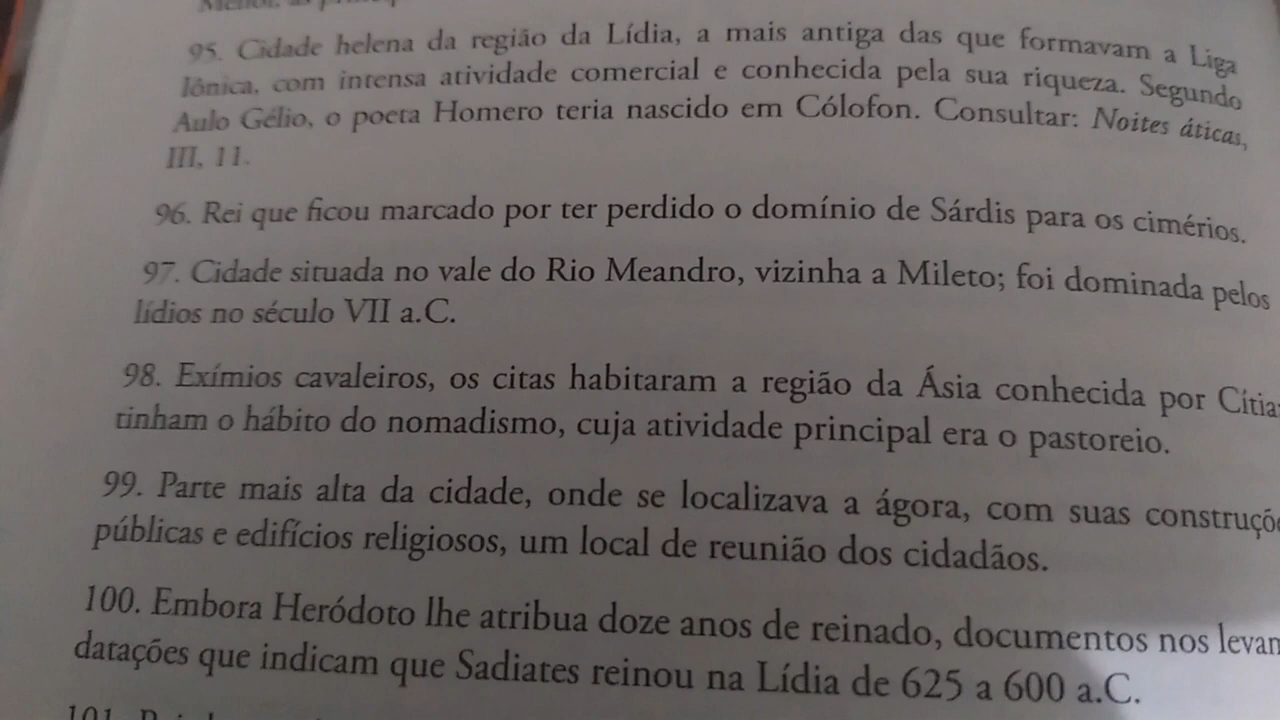 95. Cidade helena da região da Lídia, a mais antiga das que formavam a Liga
Iônica, com intensa atividade comercial e conhecida pela sua riqueza. Segundo
Aulo Gélio, o poeta Homero teria nascido em Cólofon. Consultar: Noites áticas,
III, 11.
96. Rei que ficou marcado por ter perdido o domínio de Sárdis para os cimérios.
97. Cidade situada no vale do Rio Meandro, vizinha a Mileto; foi dominada pelos
lídios no século VII a.C.
98. Exímios cavaleiros, os citas habitaram a região da Ásia conhecida por Cítia
tinham o hábito do nomadismo, cuja atividade principal era o pastoreio.
99. Parte mais alta da cidade, onde se localizava a ágora, com suas
públicas e edifícios religiosos, um local de reunião dos cidadãos.
100. Embora Heródoto lhe atribua doze anos de reinado, documentos nos
datações que indicam que Sadiates reinou na Lídia de 625 a 600 a.C.
101.